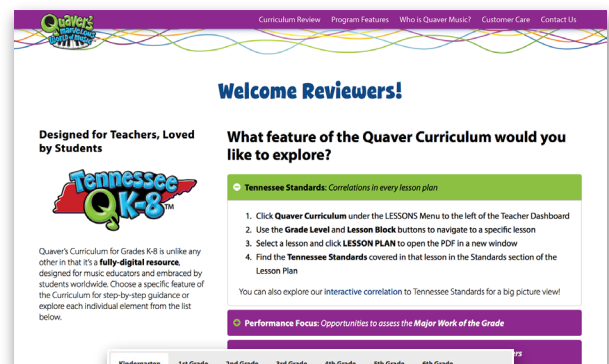 Quaver's
marvelous
World of Music
Curriculum Review Program Features Who is Quaver Music? Customer Care Contact Us
Welcome Reviewers!
Designed for Teachers, Loved
by Students
Tennessee
QK-8™
Quaver's Curriculum for Grades K-8 is unlike any
other in that it's a fully-digital resource,
designed for music educators and embraced by
students worldwide. Choose a specific feature of
the Curriculum for step-by-step guidance or
explore each individual element from the list
below.
What feature of the Quaver Curriculum would you
like to explore?
Tennessee Standards: Correlations in every lesson plan
1. Click Quaver Curriculum under the LESSONS Menu to the left of the Teacher Dashboard
2. Use the Grade Level and Lesson Block buttons to navigate to a specific lesson
3. Select a lesson and click LESSON PLAN to open the PDF in a new window
4. Find the Tennessee Standards covered in that lesson in the Standards section of the
Lesson Plan
You can also explore our interactive correlation to Tennessee Standards for a big picture view!
Performance Focus: Opportunities to assess the Major Work of the Grade
Kindergarten 1st Grade 2nd Grade 3rd Grade 4th Grade 5th Grade 6th Grade